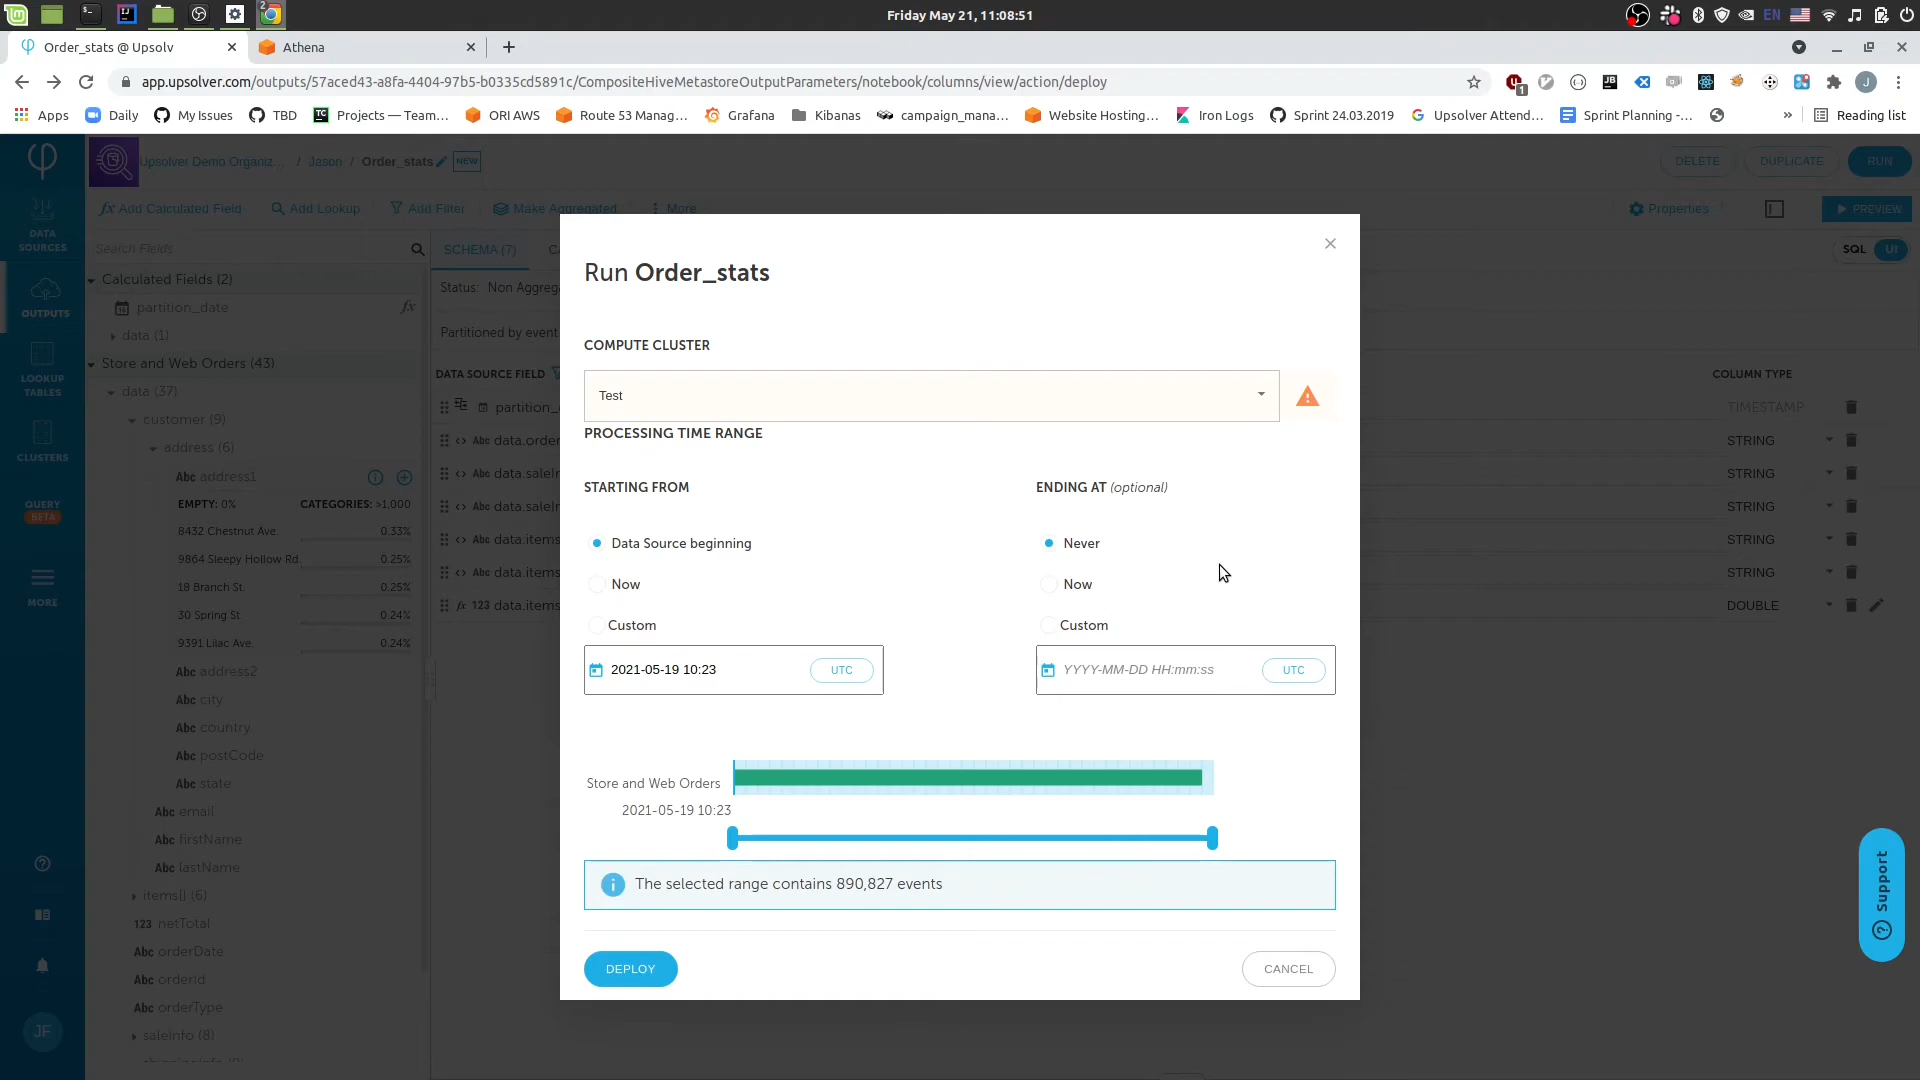 Friday May 21, 11:08:51
EN
Order_stats @ Upsolv
Athena
app.upsolver.com/outputs/57aced43-a8fa-4404-97b5-b0335cd5891c/CompositeHiveMetastoreOutputParameters/notebook/columns/view/action/deploy
Apps
Daily
My Issues
TBD
Projects — Team...
ORI AWS
Route 53 Manag...
Grafana
Kibanas
campaign_mana...
Website Hosting...
Iron Logs
Sprint 24.03.2019
Upsolver Attend...
Sprint Planning -...
»
Reading list
Upsolver Demo Organiz... / Jason / Order_stats NEW
DELETE
DUPLICATE
RUN
Add Calculated Field
Add Lookup
Add Filter
Make Aggregated
More
Properties
PREVIEW
DATA SOURCES
OUTPUTS
LOOKUP TABLES
CLUSTERS
QUERY
BETA
MORE
JF
Search Fields
SCHEMA (7)
SQL UI
Calculated Fields (2)
partition_date
data (1)
Store and Web Orders (43)
data (37)
customer (9)
address (6)
Abc address1
EMPTY: 0% CATEGORIES: >1,000
8432 Chestnut Ave. 0.33%
9864 Sleepy Hollow Rd. 0.25%
18 Branch St. 0.25%
30 Spring St 0.24%
9391 Lilac Ave. 0.24%
Abc address2
Abc city
Abc country
Abc postCode
Abc state
Abc email
Abc firstName
Abc lastName
items[] (6)
123 netTotal
Abc orderDate
Abc orderId
Abc orderType
saleInfo (8)
Status: Non Aggrega
Partitioned by event
DATA SOURCE FIELD
partition_
Abc data.order
Abc data.saleIn
Abc data.saleIn
Abc data.items
Abc data.items
123 data.items
COLUMN TYPE
TIMESTAMP
STRING
STRING
STRING
STRING
STRING
DOUBLE
Run Order_stats
COMPUTE CLUSTER
Test
PROCESSING TIME RANGE
STARTING FROM
ENDING AT (optional)
Data Source beginning
Never
Now
Now
Custom
Custom
2021-05-19 10:23 UTC
YYYY-MM-DD HH:mm:ss UTC
Store and Web Orders
2021-05-19 10:23
The selected range contains 890,827 events
DEPLOY
CANCEL
Support